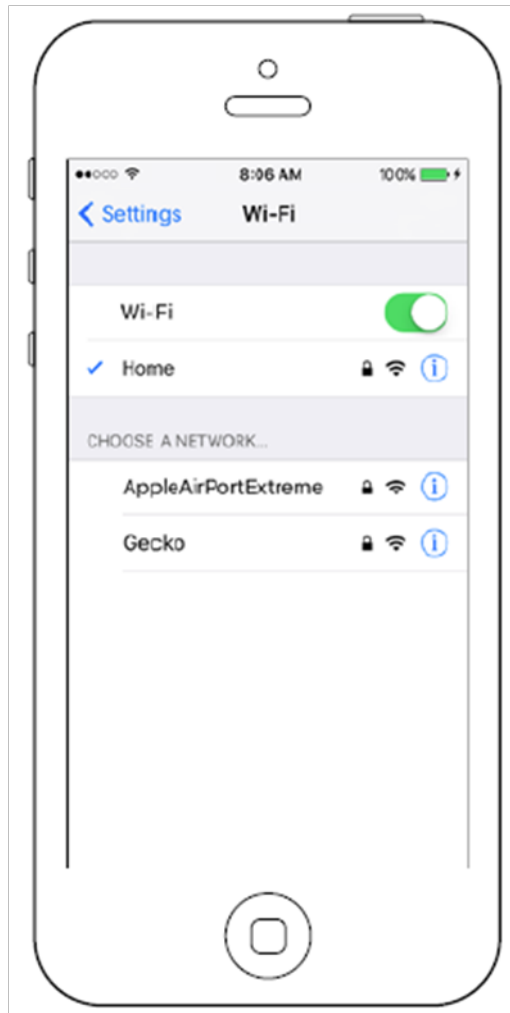 8:06 AM 100%
Settings Wi-Fi
Wi-Fi
Home
CHOOSE A NETWORK...
AppleAirPortExtreme
Gecko